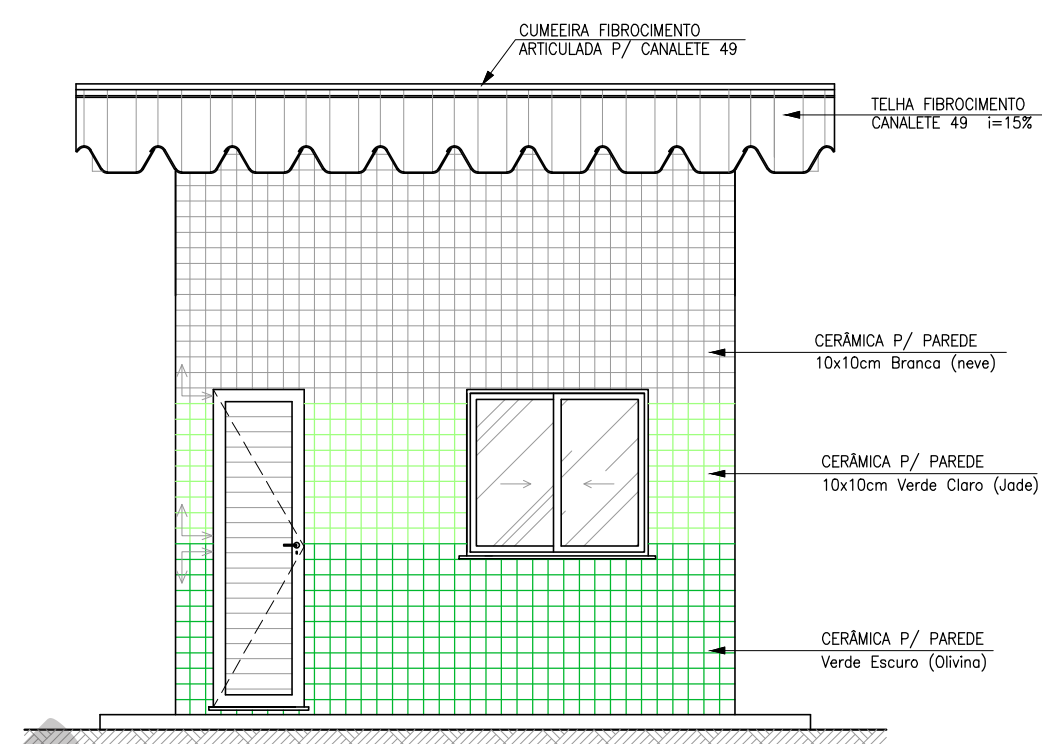 CUMEEIRA FIBROCIMENTO
ARTICULADA P/ CANALETE 49
TELHA FIBROCIMENTO
CANALETE 49 i=15%
CERÂMICA P/ PAREDE
10x10cm Branca (neve)
CERÂMICA P/ PAREDE
10x10cm Verde Claro (Jade)
CERÂMICA P/ PAREDE
Verde Escuro (Olivina)